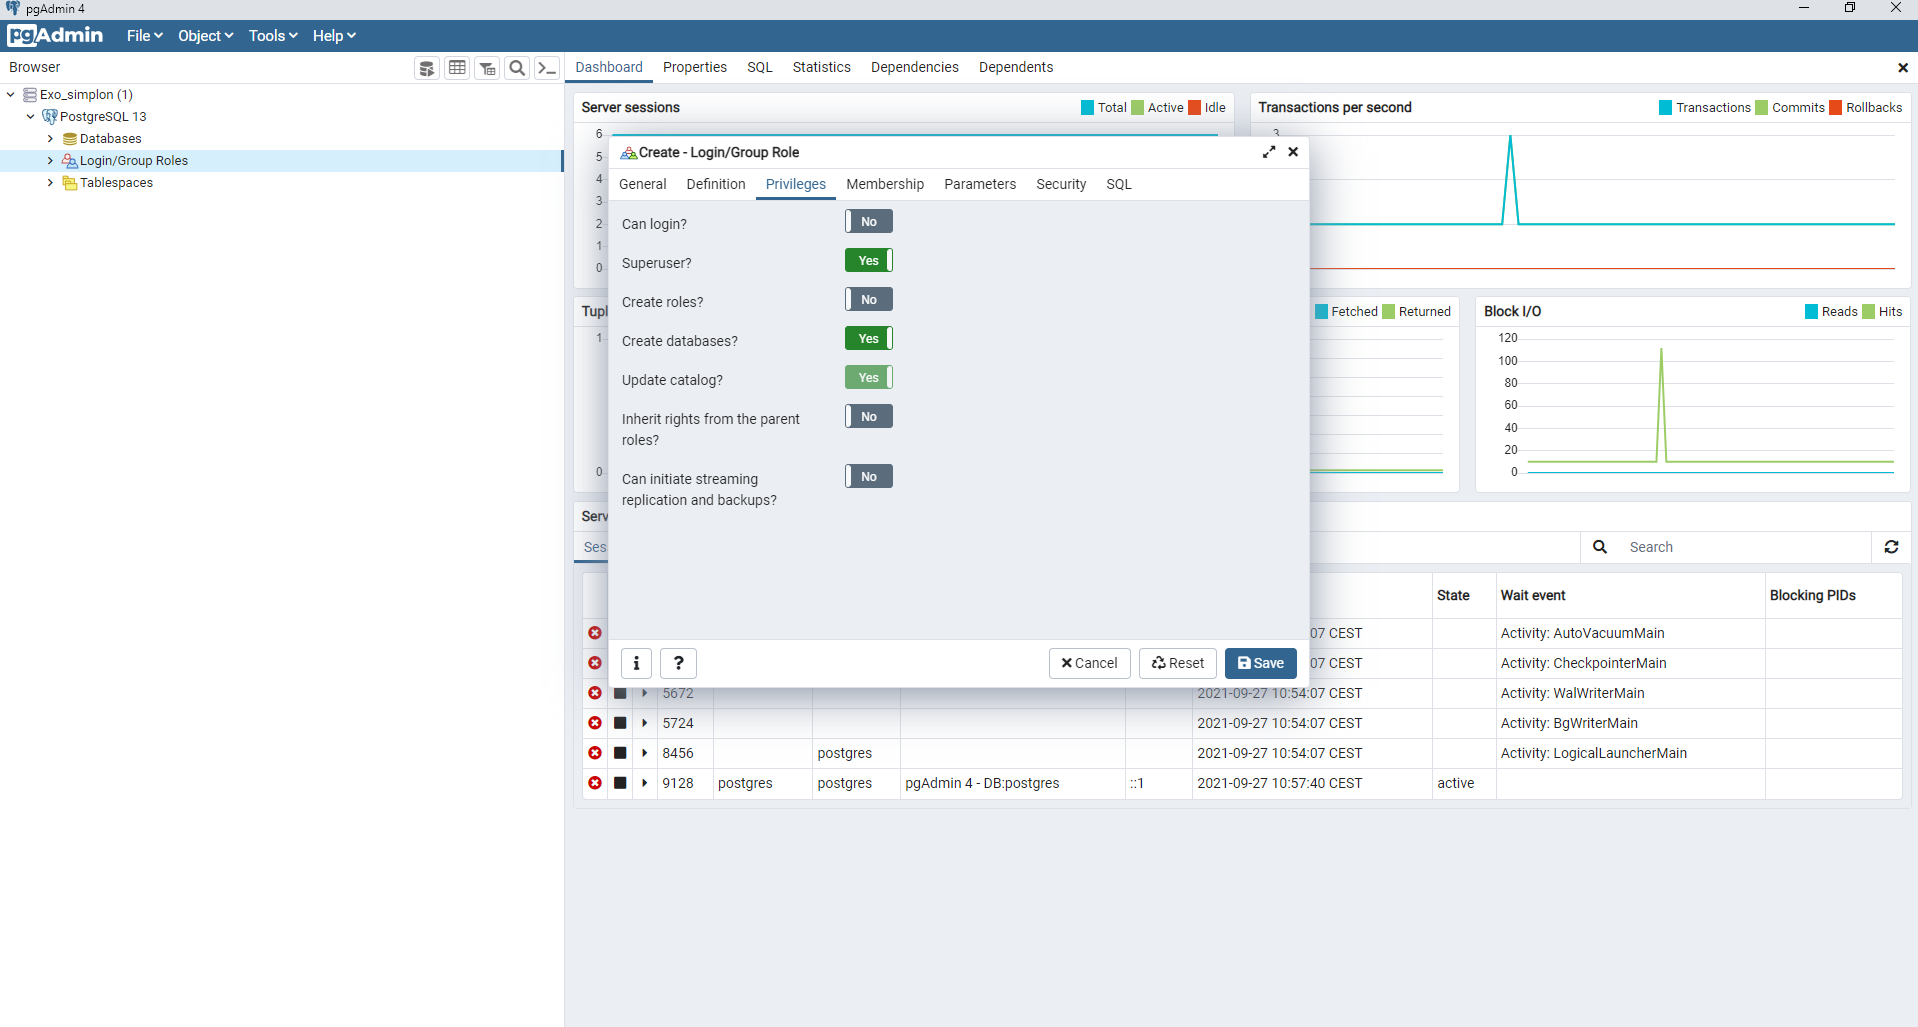 pgAdmin 4
pgAdmin File Object Tools Help
Browser
Dashboard Properties SQL Statistics Dependencies Dependents
Exo_simplon (1)
PostgreSQL 13
Databases
Login/Group Roles
Tablespaces
Server sessions Total Active Idle
6
5
4
3
2
1
0
Transactions per second Transactions Commits Rollbacks
3
Create - Login/Group Role
General Definition Privileges Membership Parameters Security SQL
Can login? No
Superuser? Yes
Create roles? No
Create databases? Yes
Update catalog? Yes
Inherit rights from the parent
roles? No
Can initiate streaming
replication and backups? No
Cancel Reset Save
i ?
Tupl
1
0
Fetched Returned
Block I/O Reads Hits
120
100
80
60
40
20
0
Serv
Ses
Search
State Wait event Blocking PIDs
07 CEST Activity: AutoVacuumMain
07 CEST Activity: CheckpointerMain
5672 2021-09-27 10:54:07 CEST Activity: WalWriterMain
5724 2021-09-27 10:54:07 CEST Activity: BgWriterMain
8456 postgres 2021-09-27 10:54:07 CEST Activity: LogicalLauncherMain
9128 postgres postgres pgAdmin 4 - DB:postgres ::1 2021-09-27 10:57:40 CEST active